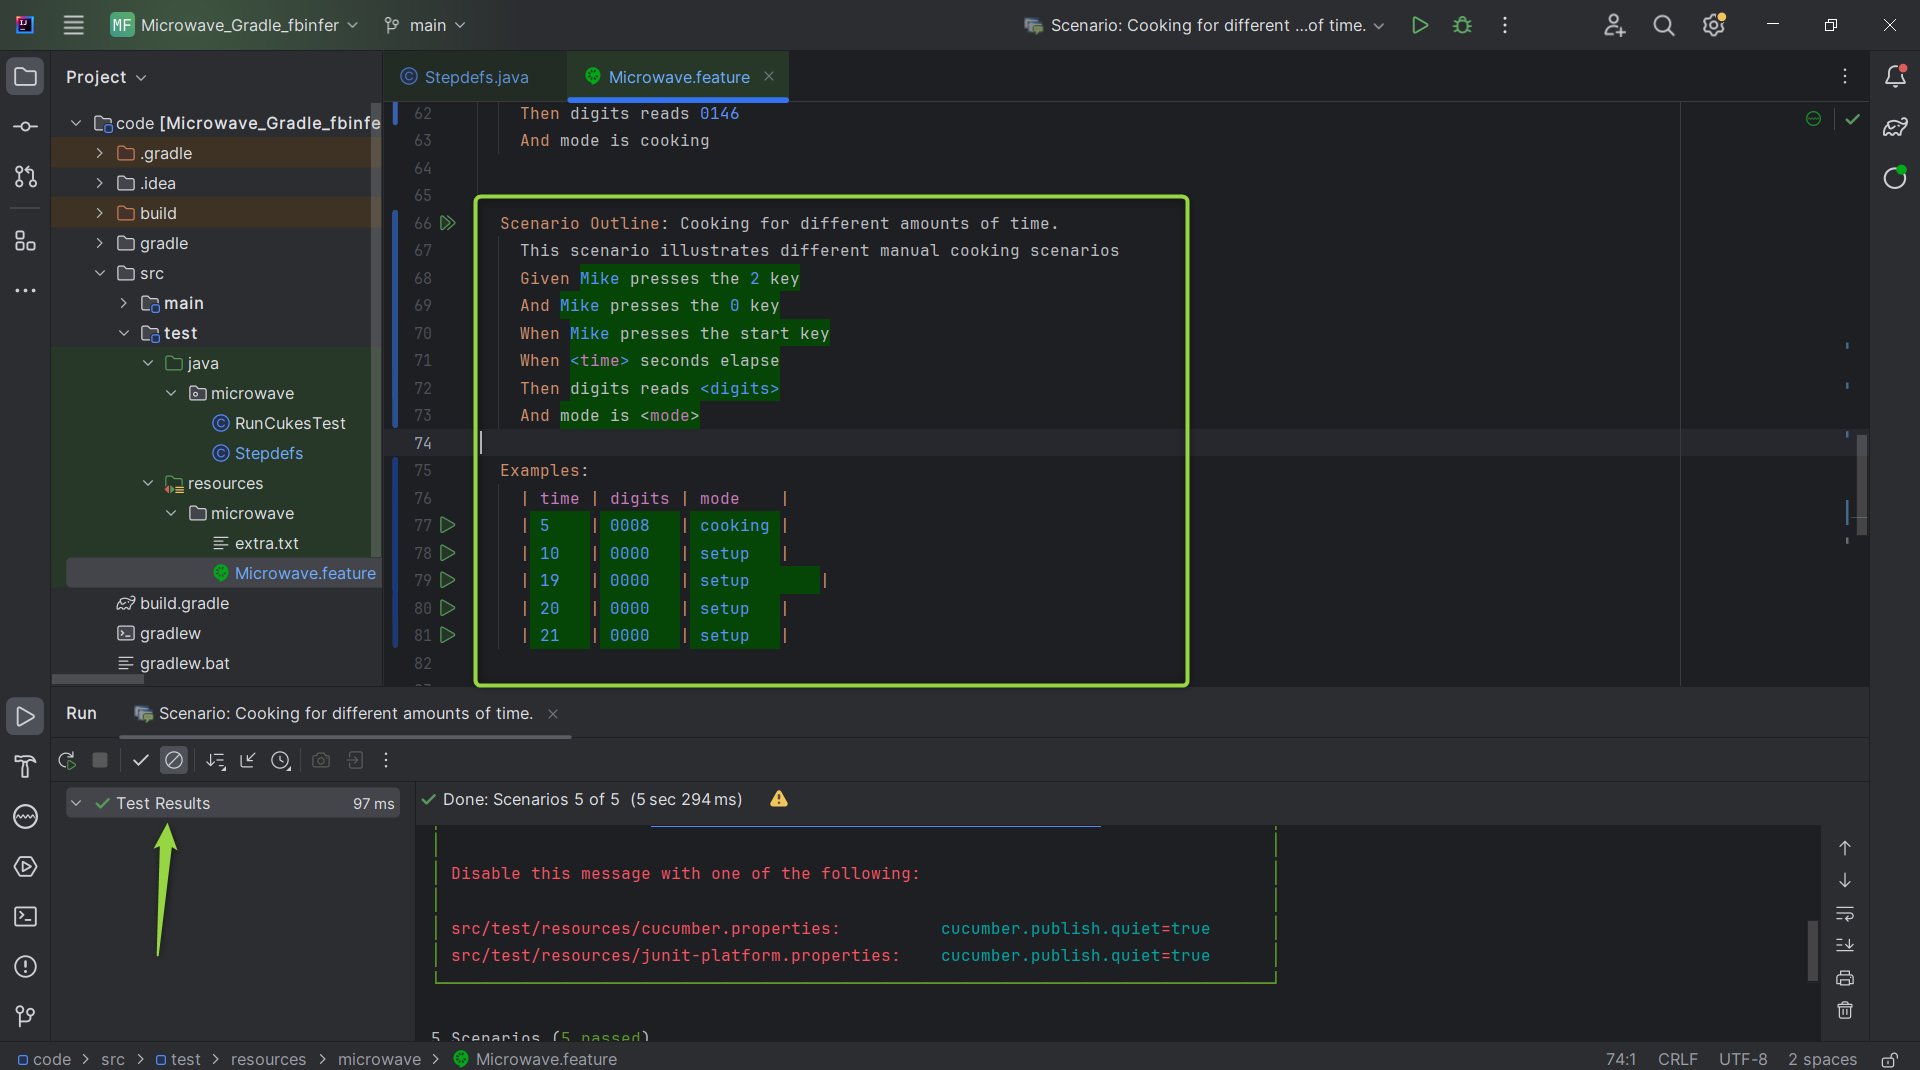 MF Microwave_Gradle_fbinfer main Scenario: Cooking for different ...of time.
Project
Stepdefs.java Microwave.feature
code [Microwave_Gradle_fbinfe
.gradle
.idea
build
gradle
src
main
test
java
microwave
RunCukesTest
Stepdefs
resources
microwave
extra.txt
Microwave.feature
build.gradle
gradlew
gradlew.bat
62 Then digits reads 0146
63 And mode is cooking
64
65
66 Scenario Outline: Cooking for different amounts of time.
67 This scenario illustrates different manual cooking scenarios
68 Given Mike presses the 2 key
69 And Mike presses the 0 key
70 When Mike presses the start key
71 When <time> seconds elapse
72 Then digits reads <digits>
73 And mode is <mode>
74
75 Examples:
76 | time | digits | mode |
77 | 5 | 0008 | cooking |
78 | 10 | 0000 | setup |
79 | 19 | 0000 | setup |
80 | 20 | 0000 | setup |
81 | 21 | 0000 | setup |
82
Run Scenario: Cooking for different amounts of time.
Test Results 97 ms
Done: Scenarios 5 of 5 (5 sec 294 ms)
Disable this message with one of the following:
src/test/resources/cucumber.properties: cucumber.publish.quiet=true
src/test/resources/junit-platform.properties: cucumber.publish.quiet=true
5 Scenarios (5 passed)
code > src > test > resources > microwave > Microwave.feature 74:1 CRLF UTF-8 2 spaces